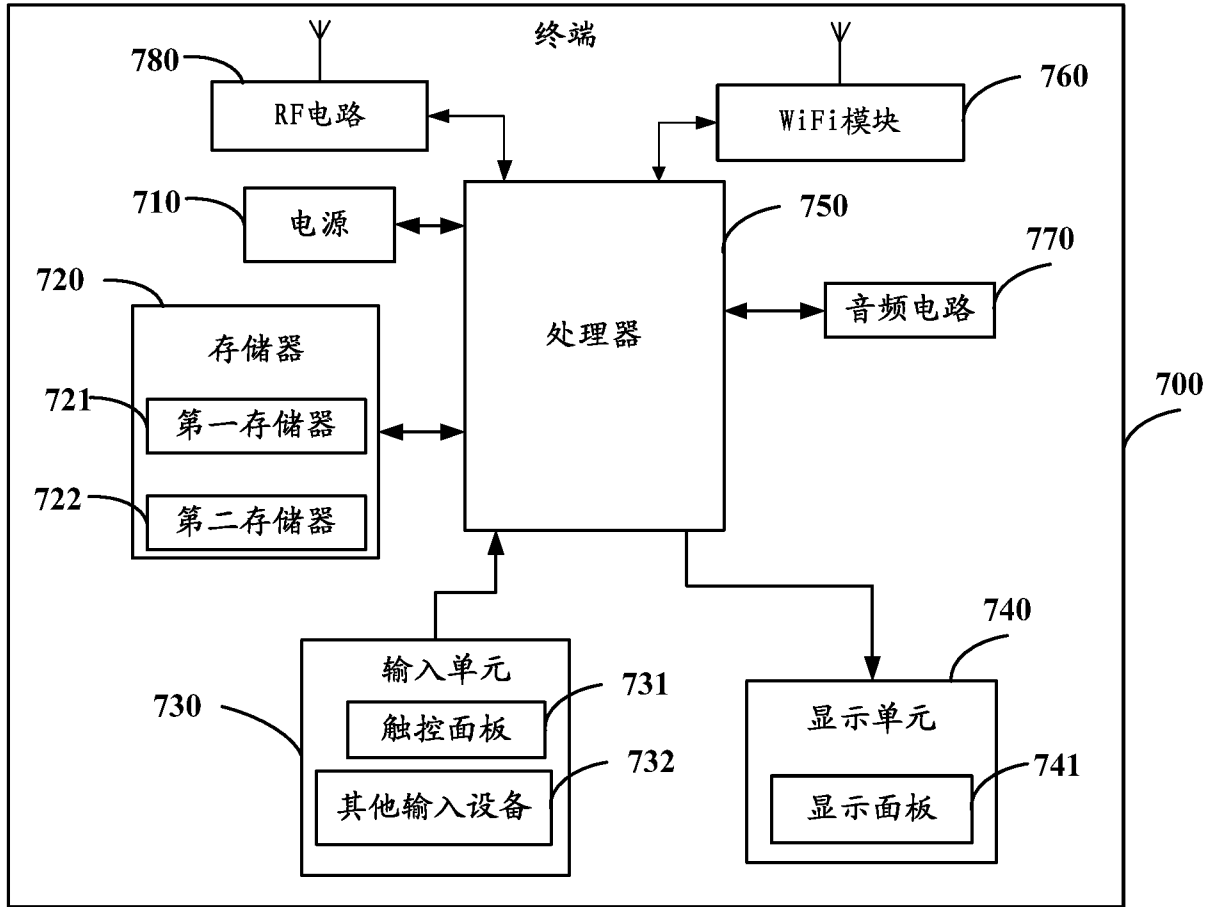 终端
780
RF电路
760
WiFi模块
710
电源
750
770
音频电路
处理器
720
存储器
721
第一存储器
722
第二存储器
700
730
输入单元
731
触控面板
732
其他输入设备
740
显示单元
741
显示面板